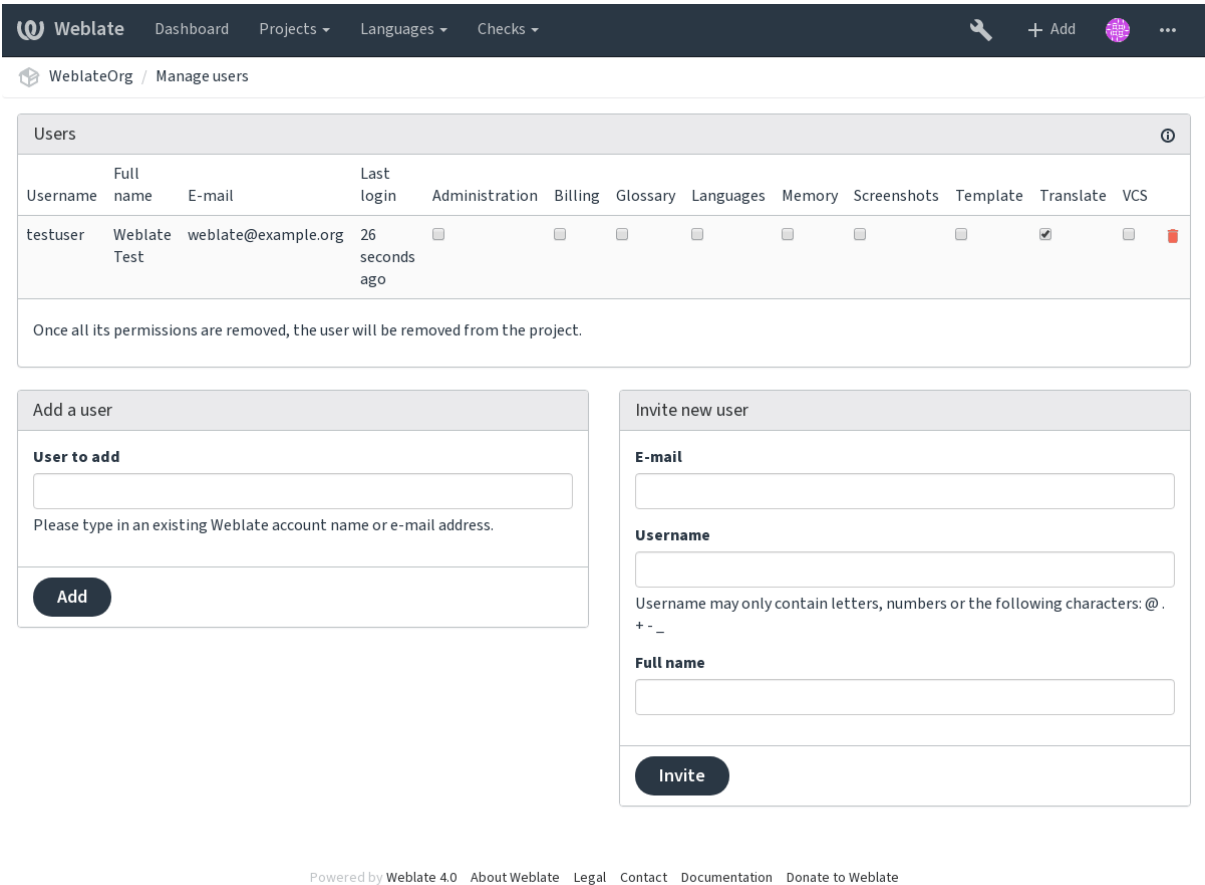 Weblate Dashboard Projects Languages Checks + Add
WeblateOrg / Manage users
Users
Username Full name E-mail Last login Administration Billing Glossary Languages Memory Screenshots Template Translate VCS
testuser Weblate Test weblate@example.org 26 seconds ago
Once all its permissions are removed, the user will be removed from the project.
Add a user
User to add
Please type in an existing Weblate account name or e-mail address.
Add
Invite new user
E-mail
Username
Username may only contain letters, numbers or the following characters: @ .
+ - _
Full name
Invite
Powered by Weblate 4.0 About Weblate Legal Contact Documentation Donate to Weblate